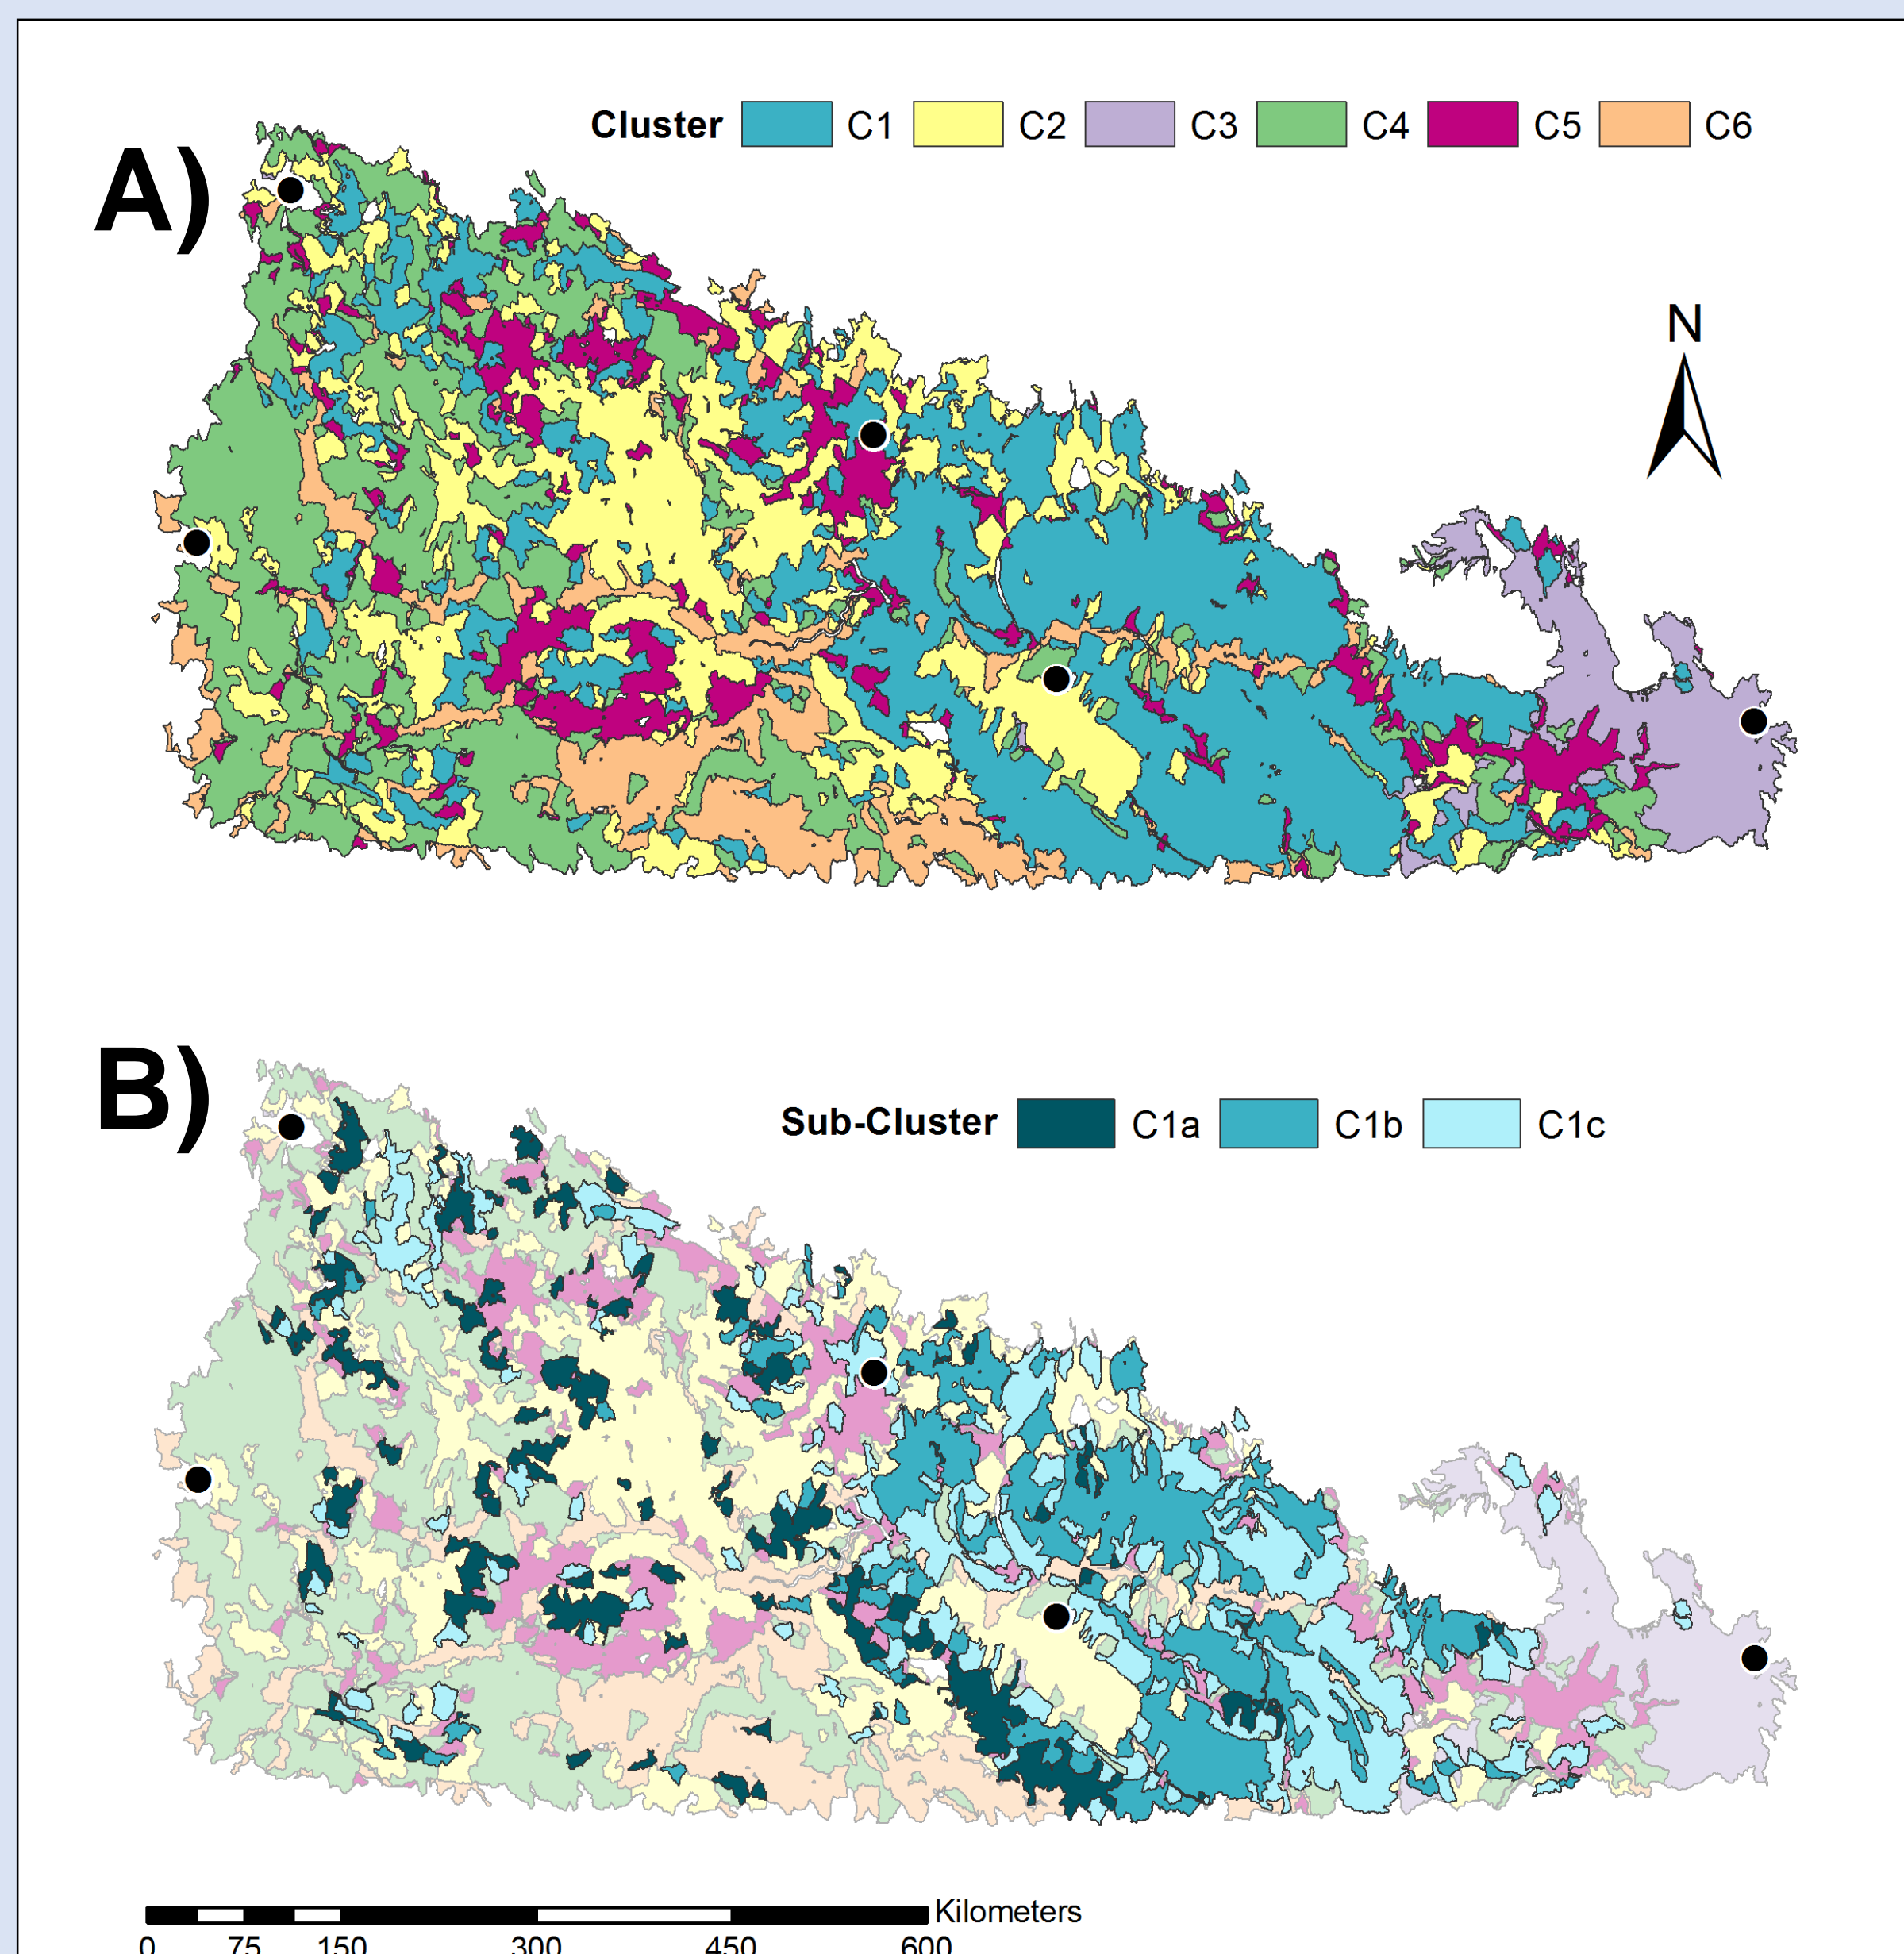 Cluster C1 C2 C3 C4 C5 C6
A)
N
B)
Sub-Cluster C1a C1b C1c
Kilometers
0 75 150 300 450 600